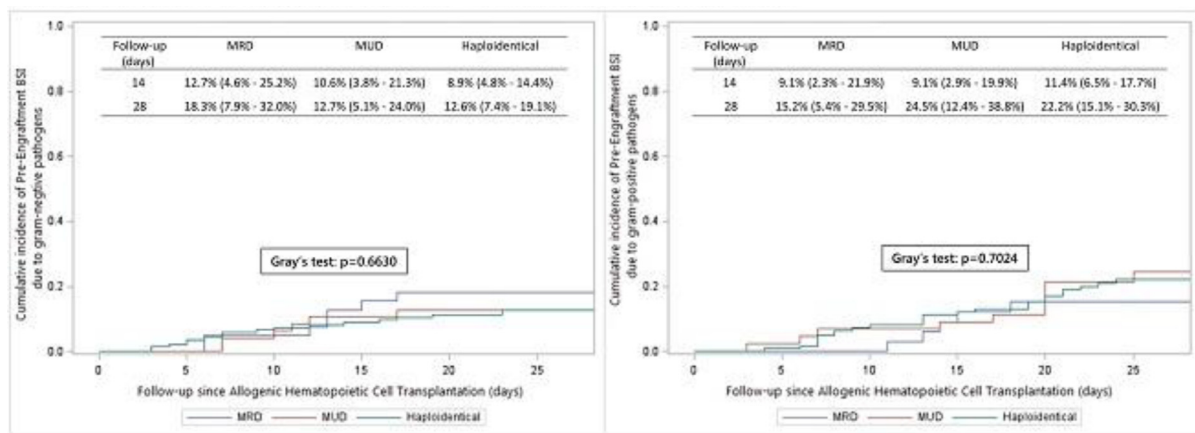 Cumulative incidence of Pre-Engraftment BSI
due to gram-negtive pathogens
1.0
0.8
0.6
0.4
0.2
0.0
Follow-up MRD MUD Haploidentical
(days)
14 12.7% (4.6% - 25.2%) 10.6% (3.8% - 21.3%) 8.9% (4.8% - 14.4%)
28 18.3% (7.9% - 32.0%) 12.7% (5.1% - 24.0%) 12.6% (7.4% - 19.1%)
Gray's test: p=0.6630
0 5 10 15 20 25
Follow-up since Allogenic Hematopoietic Cell Transplantation (days)
MRD MUD Haploidentical
Cumulative incidence of Pre-Engraftment BSI
due to gram-positive pathogens
1.0
0.8
0.6
0.4
0.2
0.0
Follow-up MRD MUD Haploidentical
(days)
14 9.1% (2.3% - 21.9%) 9.1% (2.9% - 19.9%) 11.4% (6.5% - 17.7%)
28 15.2% (5.4% - 29.5%) 24.5% (12.4% - 38.8%) 22.2% (15.1% - 30.3%)
Gray's test: p=0.7024
0 5 10 15 20 25
Follow-up since Allogenic Hematopoietic Cell Transplantation (days)
MRD MUD Haploidentical